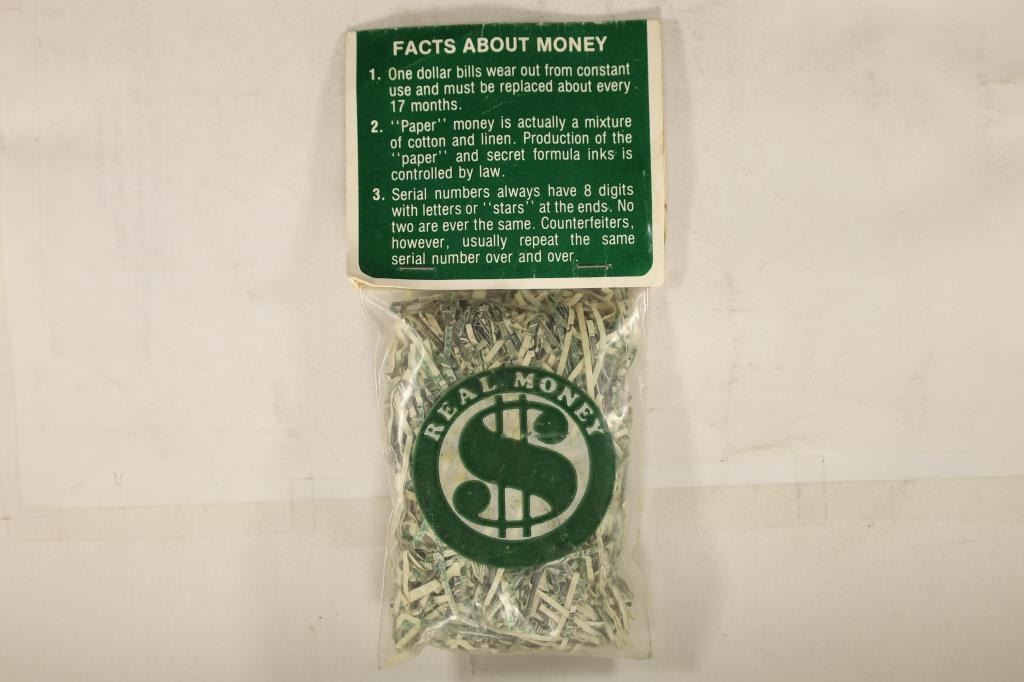 FACTS ABOUT MONEY
1. One dollar bills wear out from constant
use and must be replaced about every
17 months.
2. "Paper" money is actually a mixture
of cotton and linen. Production of the
"paper" and secret formula inks is
controlled by law.
3. Serial numbers always have 8 digits
with letters or "stars" at the ends. No
two are ever the same. Counterfeiters,
however, usually repeat the same
serial number over and over.
REAL MONEY
$